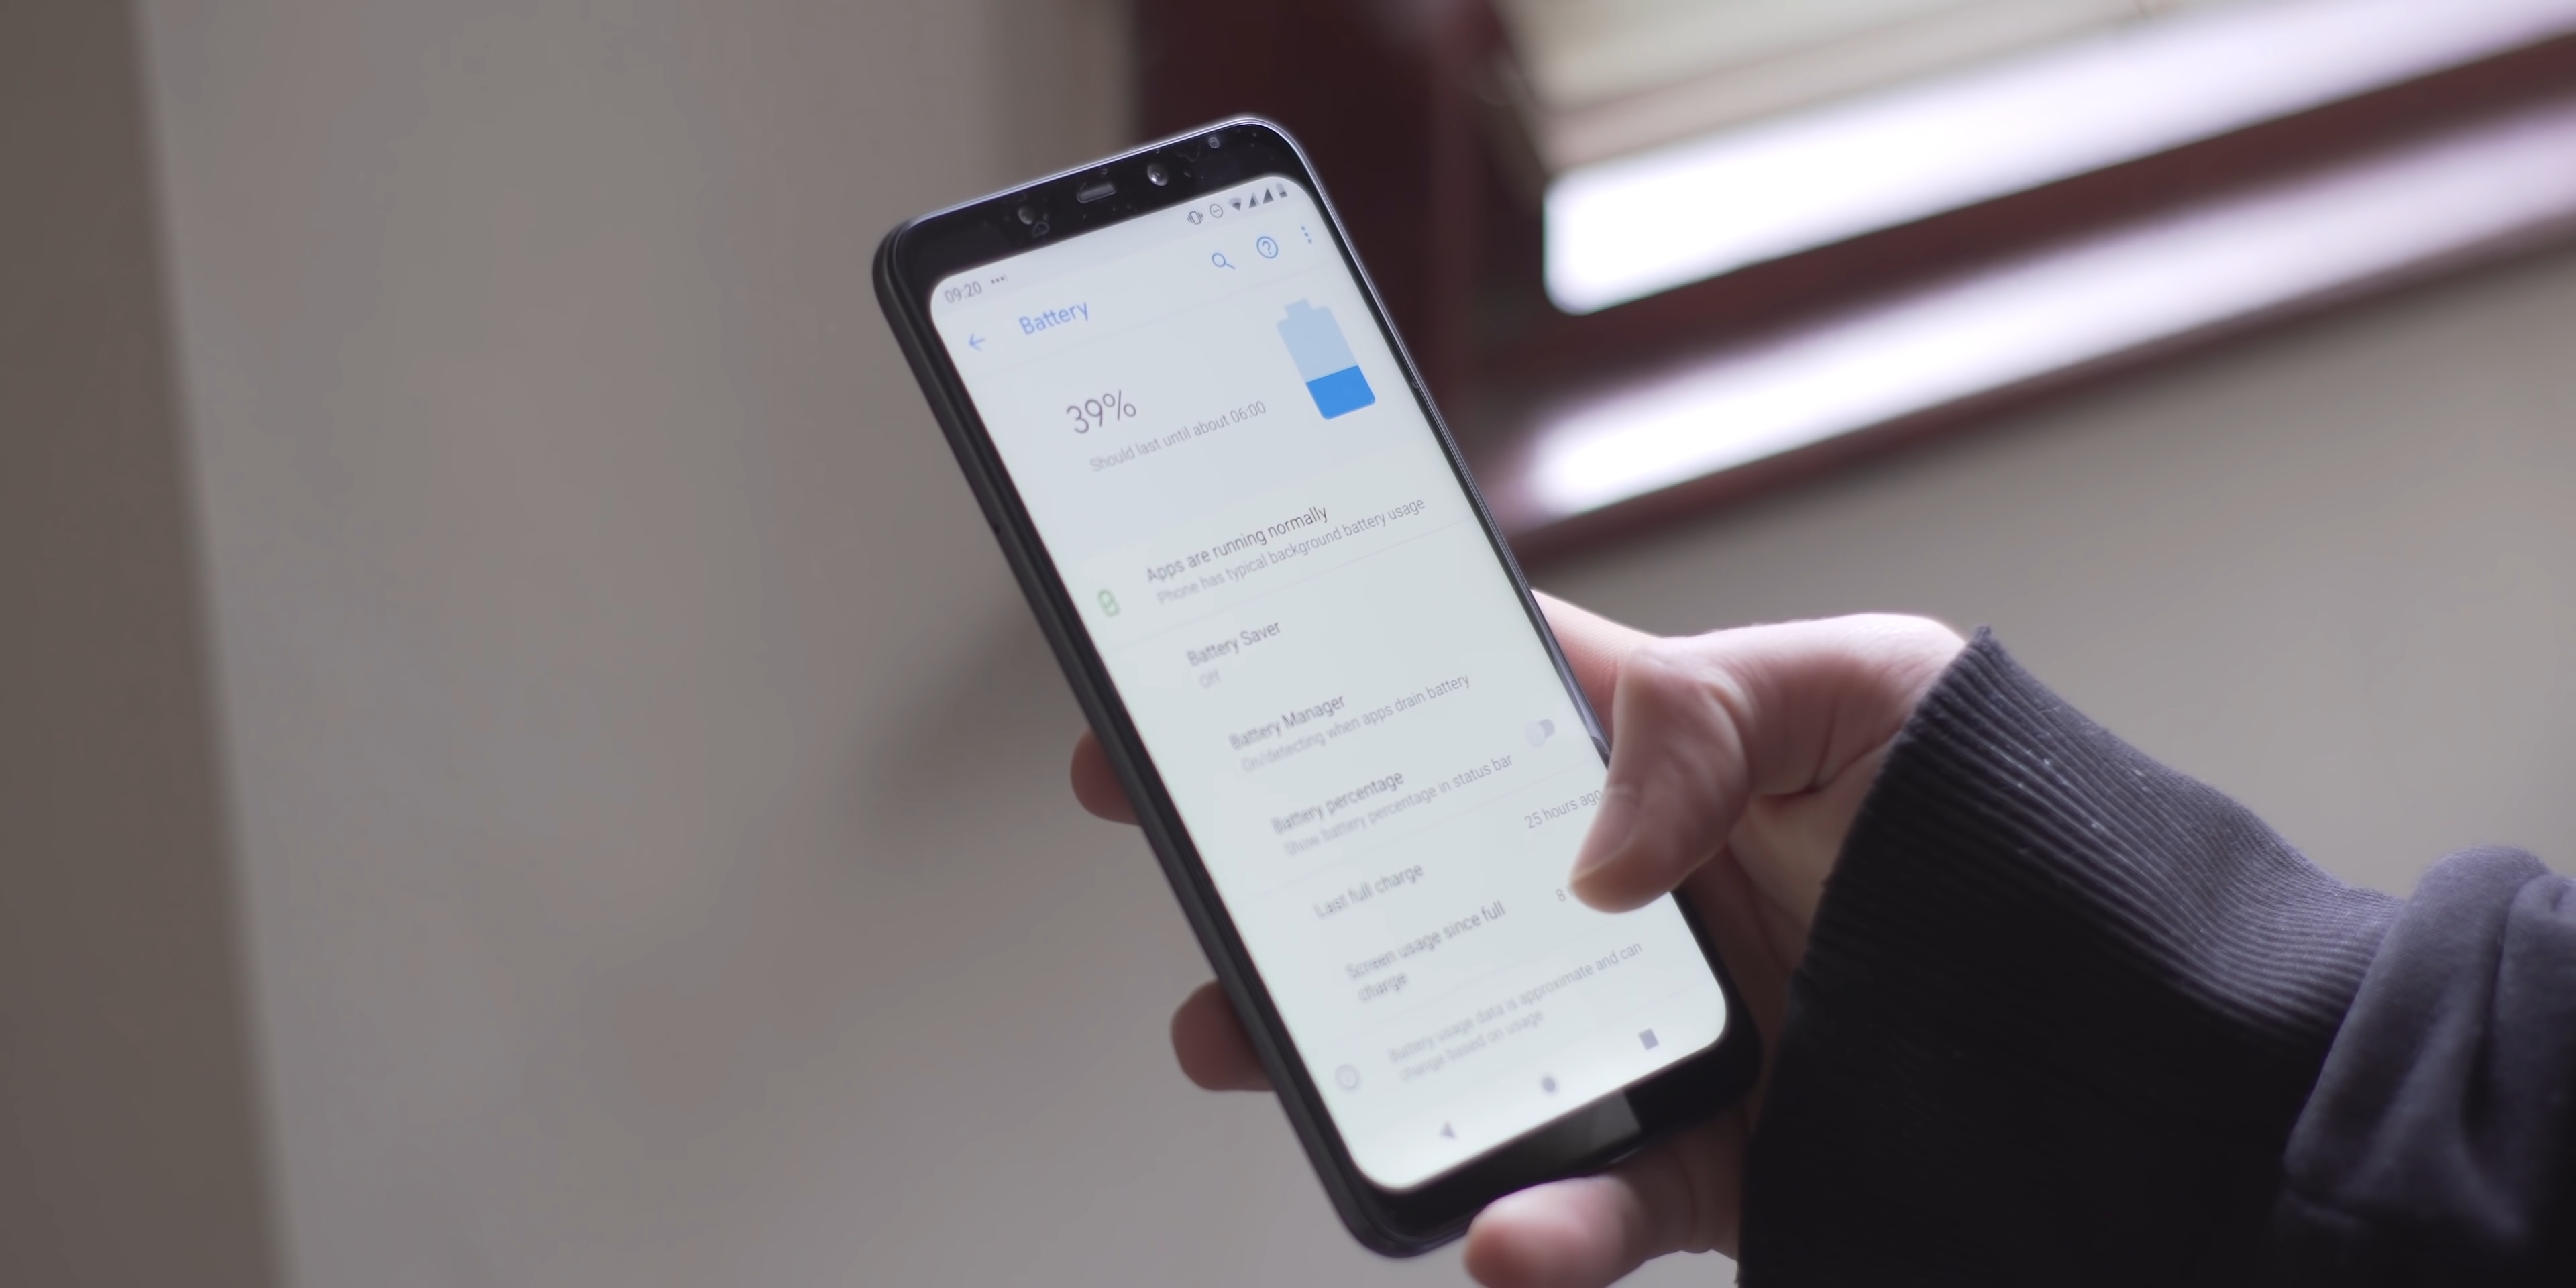 09:20
Battery
39%
Should last until about 06:00
Apps are running normally
Phone has typical background battery usage
Battery Saver
Off
Battery Manager
On/detecting when apps drain battery
Battery percentage
Show battery percentage in status bar
Last full charge
25 hours ago
Screen usage since full
charge
8
Battery usage data is approximate and can
change based on usage